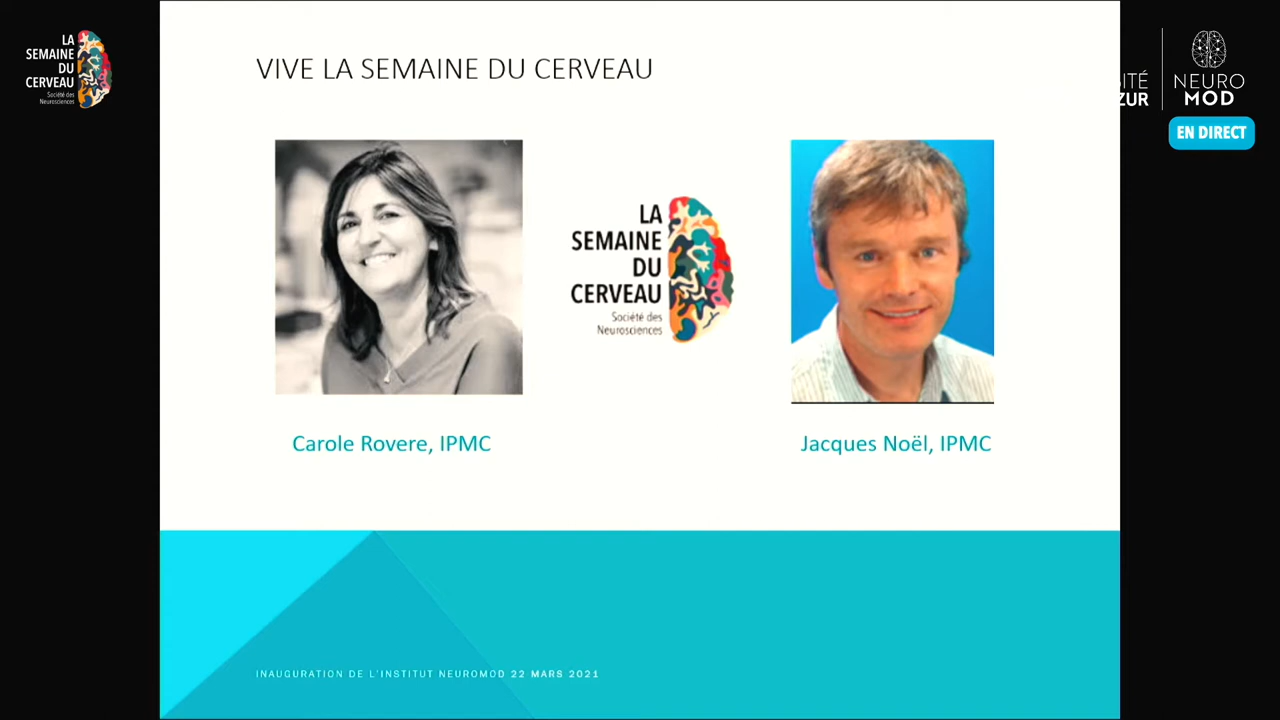 LA
SEMAINE
DU
CERVEAU
Société des
Neurosciences
VIVE LA SEMAINE DU CERVEAU
ITÉ
ZUR
NEURO
MOD
EN DIRECT
LA
SEMAINE
DU
CERVEAU
Société des
Neurosciences
Carole Rovere, IPMC
Jacques Noël, IPMC
INAUGURATION DE L'INSTITUT NEUROMOD 22 MARS 2021